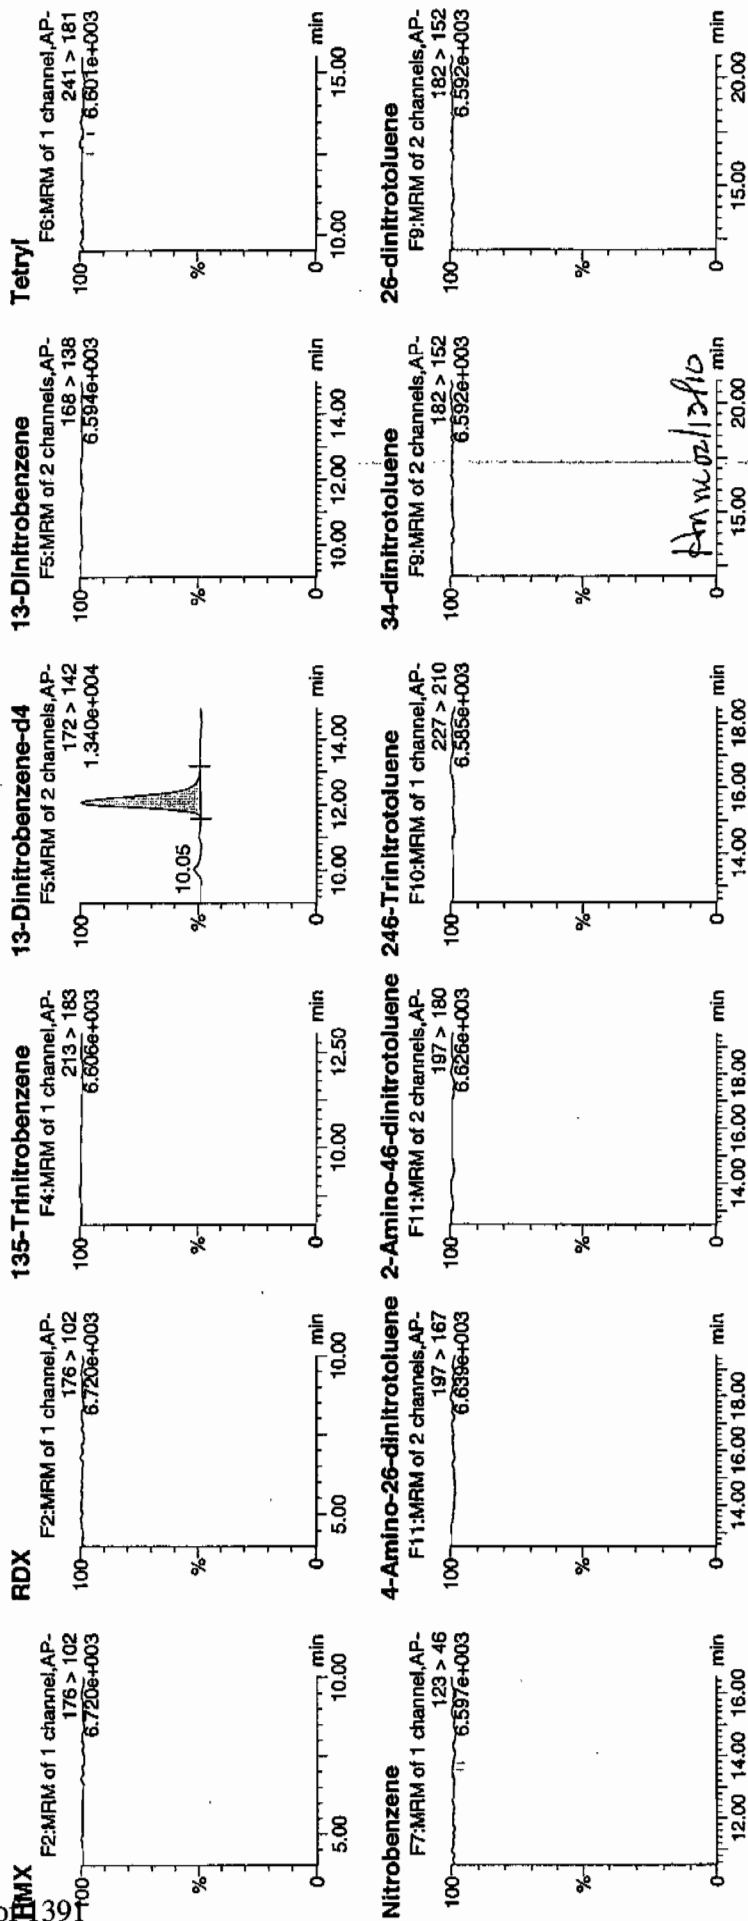 HMX
F2:MRM of 1 channel,AP-
176 > 102
6.720e+003
100
%
0
5.00 10.00 min
RDX
F2:MRM of 1 channel,AP-
176 > 102
6.720e+003
100
%
0
5.00 10.00 min
135-Trinitrobenzene
F4:MRM of 1 channel,AP-
213 > 183
6.606e+003
100
%
0
10.00 12.50 min
13-Dinitrobenzene-d4
F5:MRM of 2 channels,AP-
172 > 142
1.340e+004
100
%
10.05
0
10.00 12.00 14.00 min
13-Dinitrobenzene
F5:MRM of 2 channels,AP-
168 > 138
6.594e+003
100
%
0
10.00 12.00 14.00 min
Tetryl
F6:MRM of 1 channel,AP-
241 > 181
6.601e+003
100
%
0
10.00 15.00 min
Nitrobenzene
F7:MRM of 1 channel,AP-
123 > 46
6.597e+003
100
%
0
12.00 14.00 16.00 min
4-Amino-26-dinitrotoluene
F11:MRM of 2 channels,AP-
197 > 167
6.639e+003
100
%
0
14.00 16.00 18.00 min
2-Amino-46-dinitrotoluene
F11:MRM of 2 channels,AP-
197 > 180
6.626e+003
100
%
0
14.00 16.00 18.00 min
246-Trinitrotoluene
F10:MRM of 1 channel,AP-
227 > 210
6.585e+003
100
%
0
14.00 16.00 18.00 min
34-dinitrotoluene
F9:MRM of 2 channels,AP-
182 > 152
6.592e+003
100
%
02/12/10
0
15.00 20.00 min
26-dinitrotoluene
F9:MRM of 2 channels,AP-
182 > 152
6.592e+003
100
%
0
15.00 20.00 min
of 1391